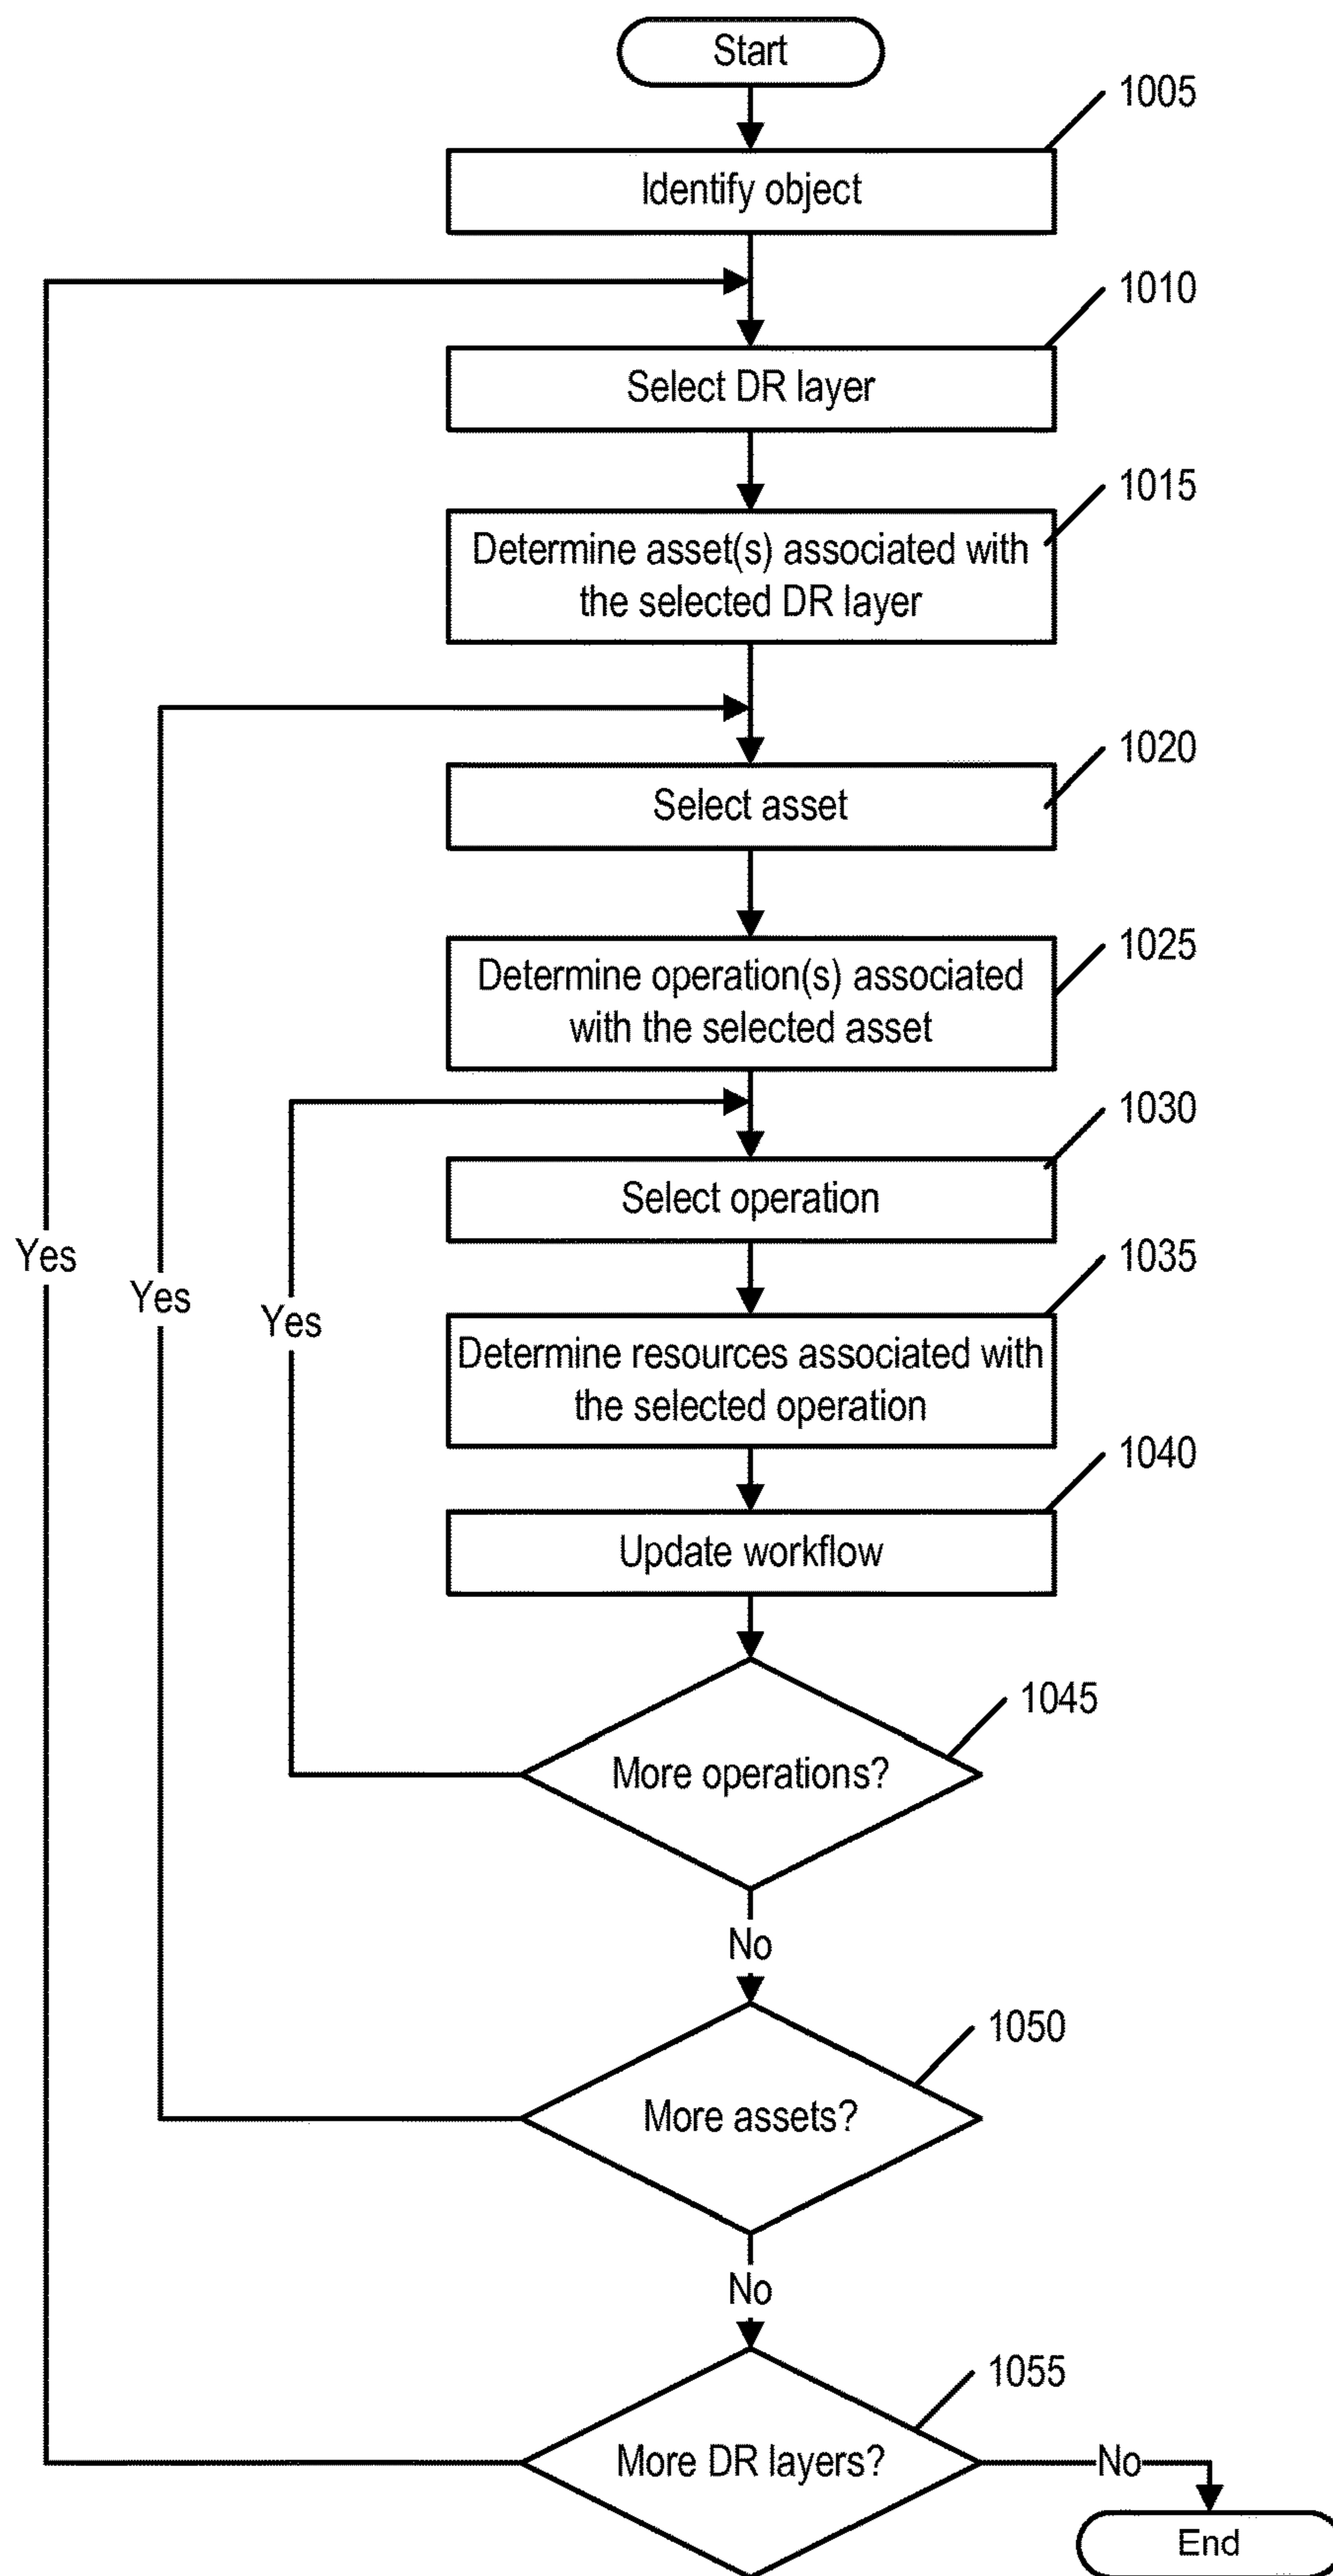 Start
1005
Identify object
1010
Select DR layer
1015
Determine asset(s) associated with
the selected DR layer
1020
Select asset
1025
Determine operation(s) associated
with the selected asset
1030
Select operation
Yes
Yes
Yes
1035
Determine resources associated with
the selected operation
1040
Update workflow
1045
More operations?
No
1050
More assets?
No
1055
More DR layers?
No
End